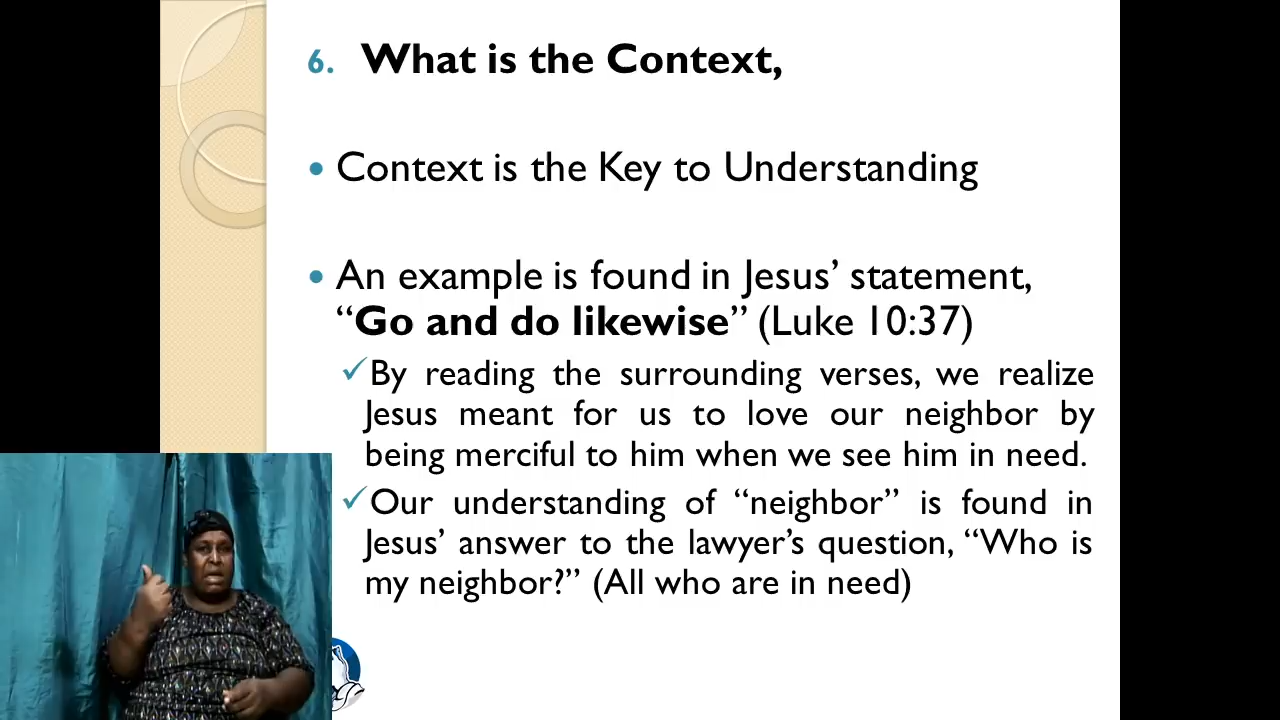 6. What is the Context,
• Context is the Key to Understanding
• An example is found in Jesus’ statement,
“Go and do likewise” (Luke 10:37)
✓By reading the surrounding verses, we realize
Jesus meant for us to love our neighbor by
being merciful to him when we see him in need.
✓Our understanding of “neighbor” is found in
Jesus’ answer to the lawyer’s question, “Who is
my neighbor?” (All who are in need)